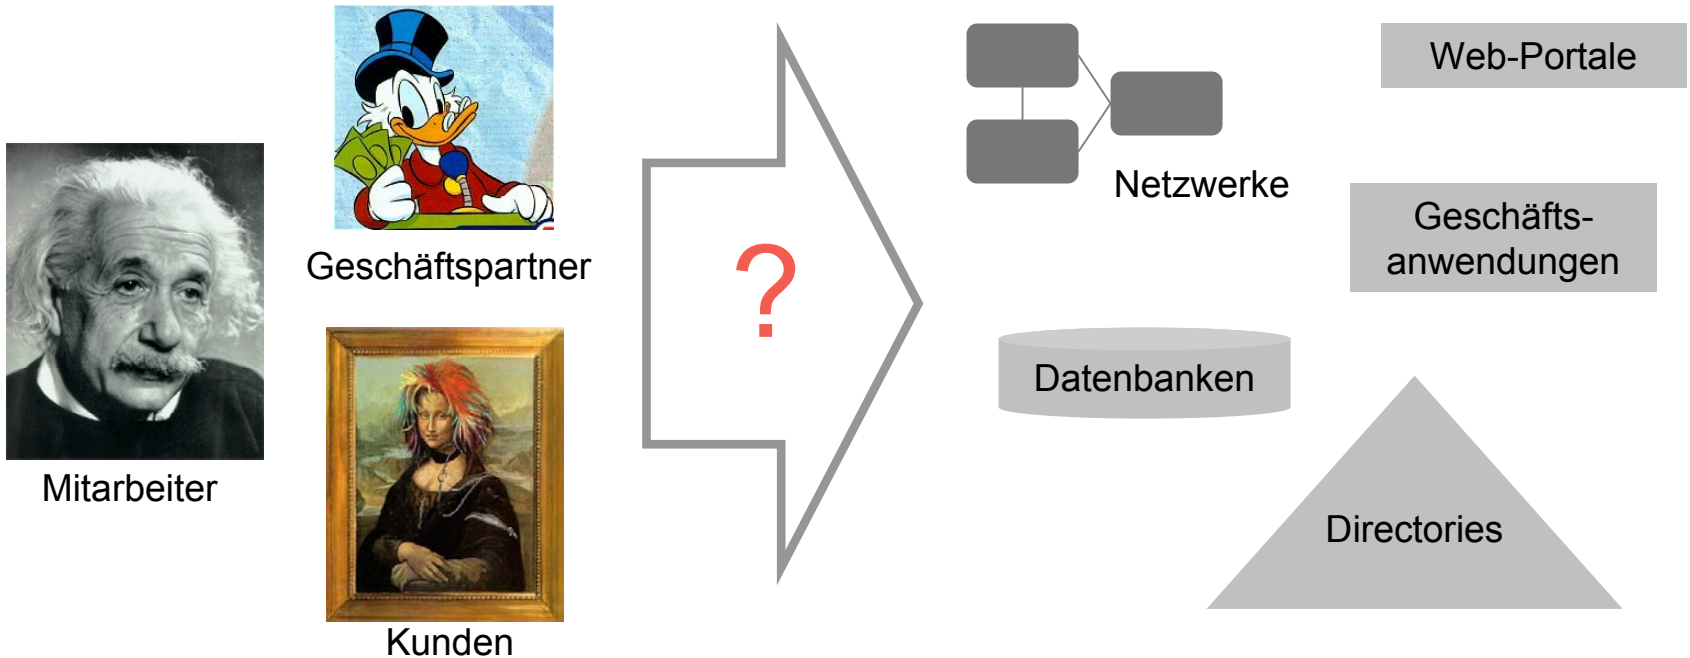 Mitarbeiter
Geschäftspartner
Kunden
?
Netzwerke
Web-Portale
Geschäfts-
anwendungen
Datenbanken
Directories